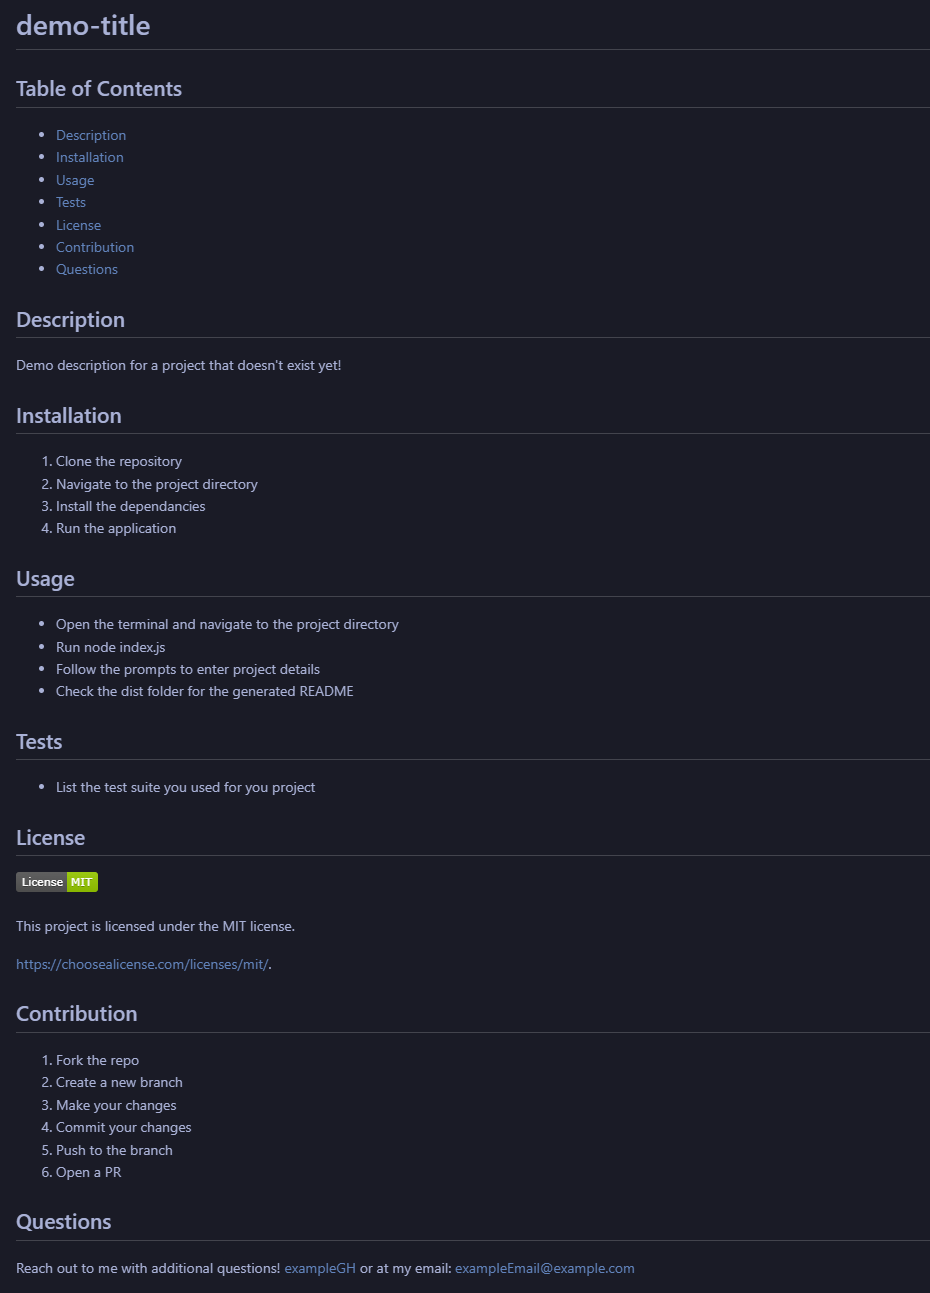 demo-title
Table of Contents
• Description
• Installation
• Usage
• Tests
• License
• Contribution
• Questions
Description
Demo description for a project that doesn't exist yet!
Installation
1. Clone the repository
2. Navigate to the project directory
3. Install the dependancies
4. Run the application
Usage
• Open the terminal and navigate to the project directory
• Run node index.js
• Follow the prompts to enter project details
• Check the dist folder for the generated README
Tests
• List the test suite you used for you project
License
License MIT
This project is licensed under the MIT license.
https://choosealicense.com/licenses/mit/.
Contribution
1. Fork the repo
2. Create a new branch
3. Make your changes
4. Commit your changes
5. Push to the branch
6. Open a PR
Questions
Reach out to me with additional questions! exampleGH or at my email: exampleEmail@example.com